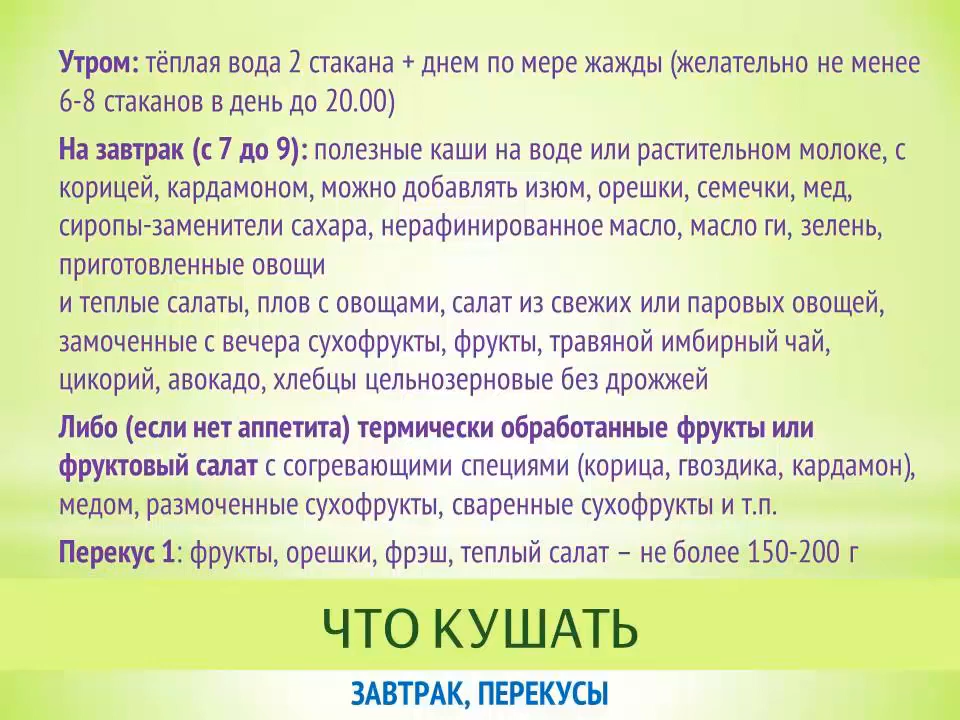 Утром: тёплая вода 2 стакана + днем по мере жажды (желательно не менее
6-8 стаканов в день до 20.00)
На завтрак (с 7 до 9): полезные каши на воде или растительном молоке, с
корицей, кардамоном, можно добавлять изюм, орешки, семечки, мед,
сиропы-заменители сахара, нерафинированное масло, масло ги, зелень,
приготовленные овощи
и теплые салаты, плов с овощами, салат из свежих или паровых овощей,
замоченные с вечера сухофрукты, фрукты, травяной имбирный чай,
цикорий, авокадо, хлебцы цельнозерновые без дрожжей
Либо (если нет аппетита) термически обработанные фрукты или
фруктовый салат с согревающими специями (корица, гвоздика, кардамон),
медом, размоченные сухофрукты, сваренные сухофрукты и т.п.
Перекус 1: фрукты, орешки, фрэш, теплый салат – не более 150-200 г
ЧТО КУШАТЬ
ЗАВТРАК, ПЕРЕКУСЫ